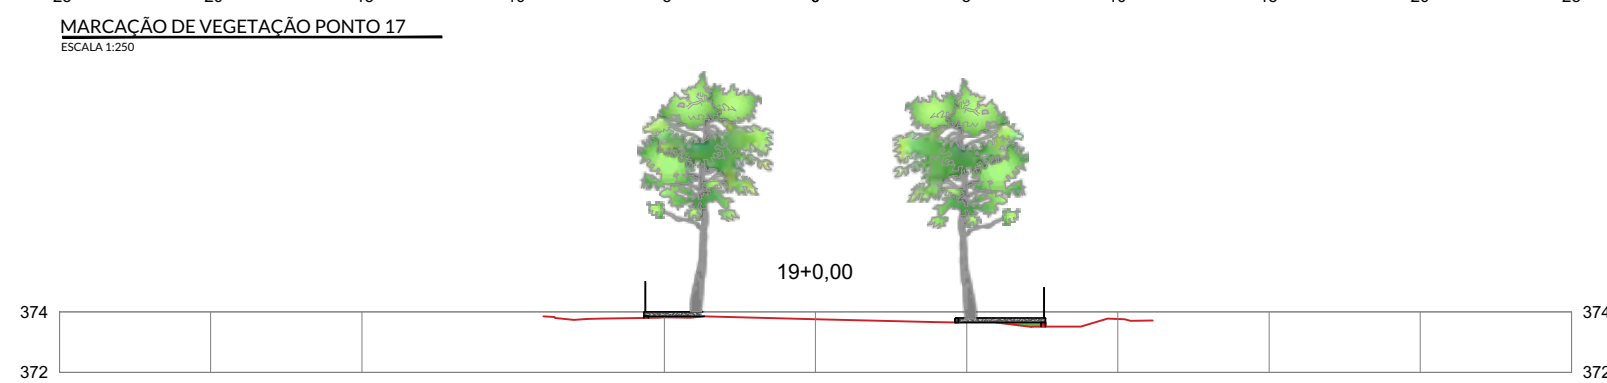 MARCAÇÃO DE VEGETAÇÃO PONTO 17
ESCALA 1:250
19+0,00
374 374
372 372